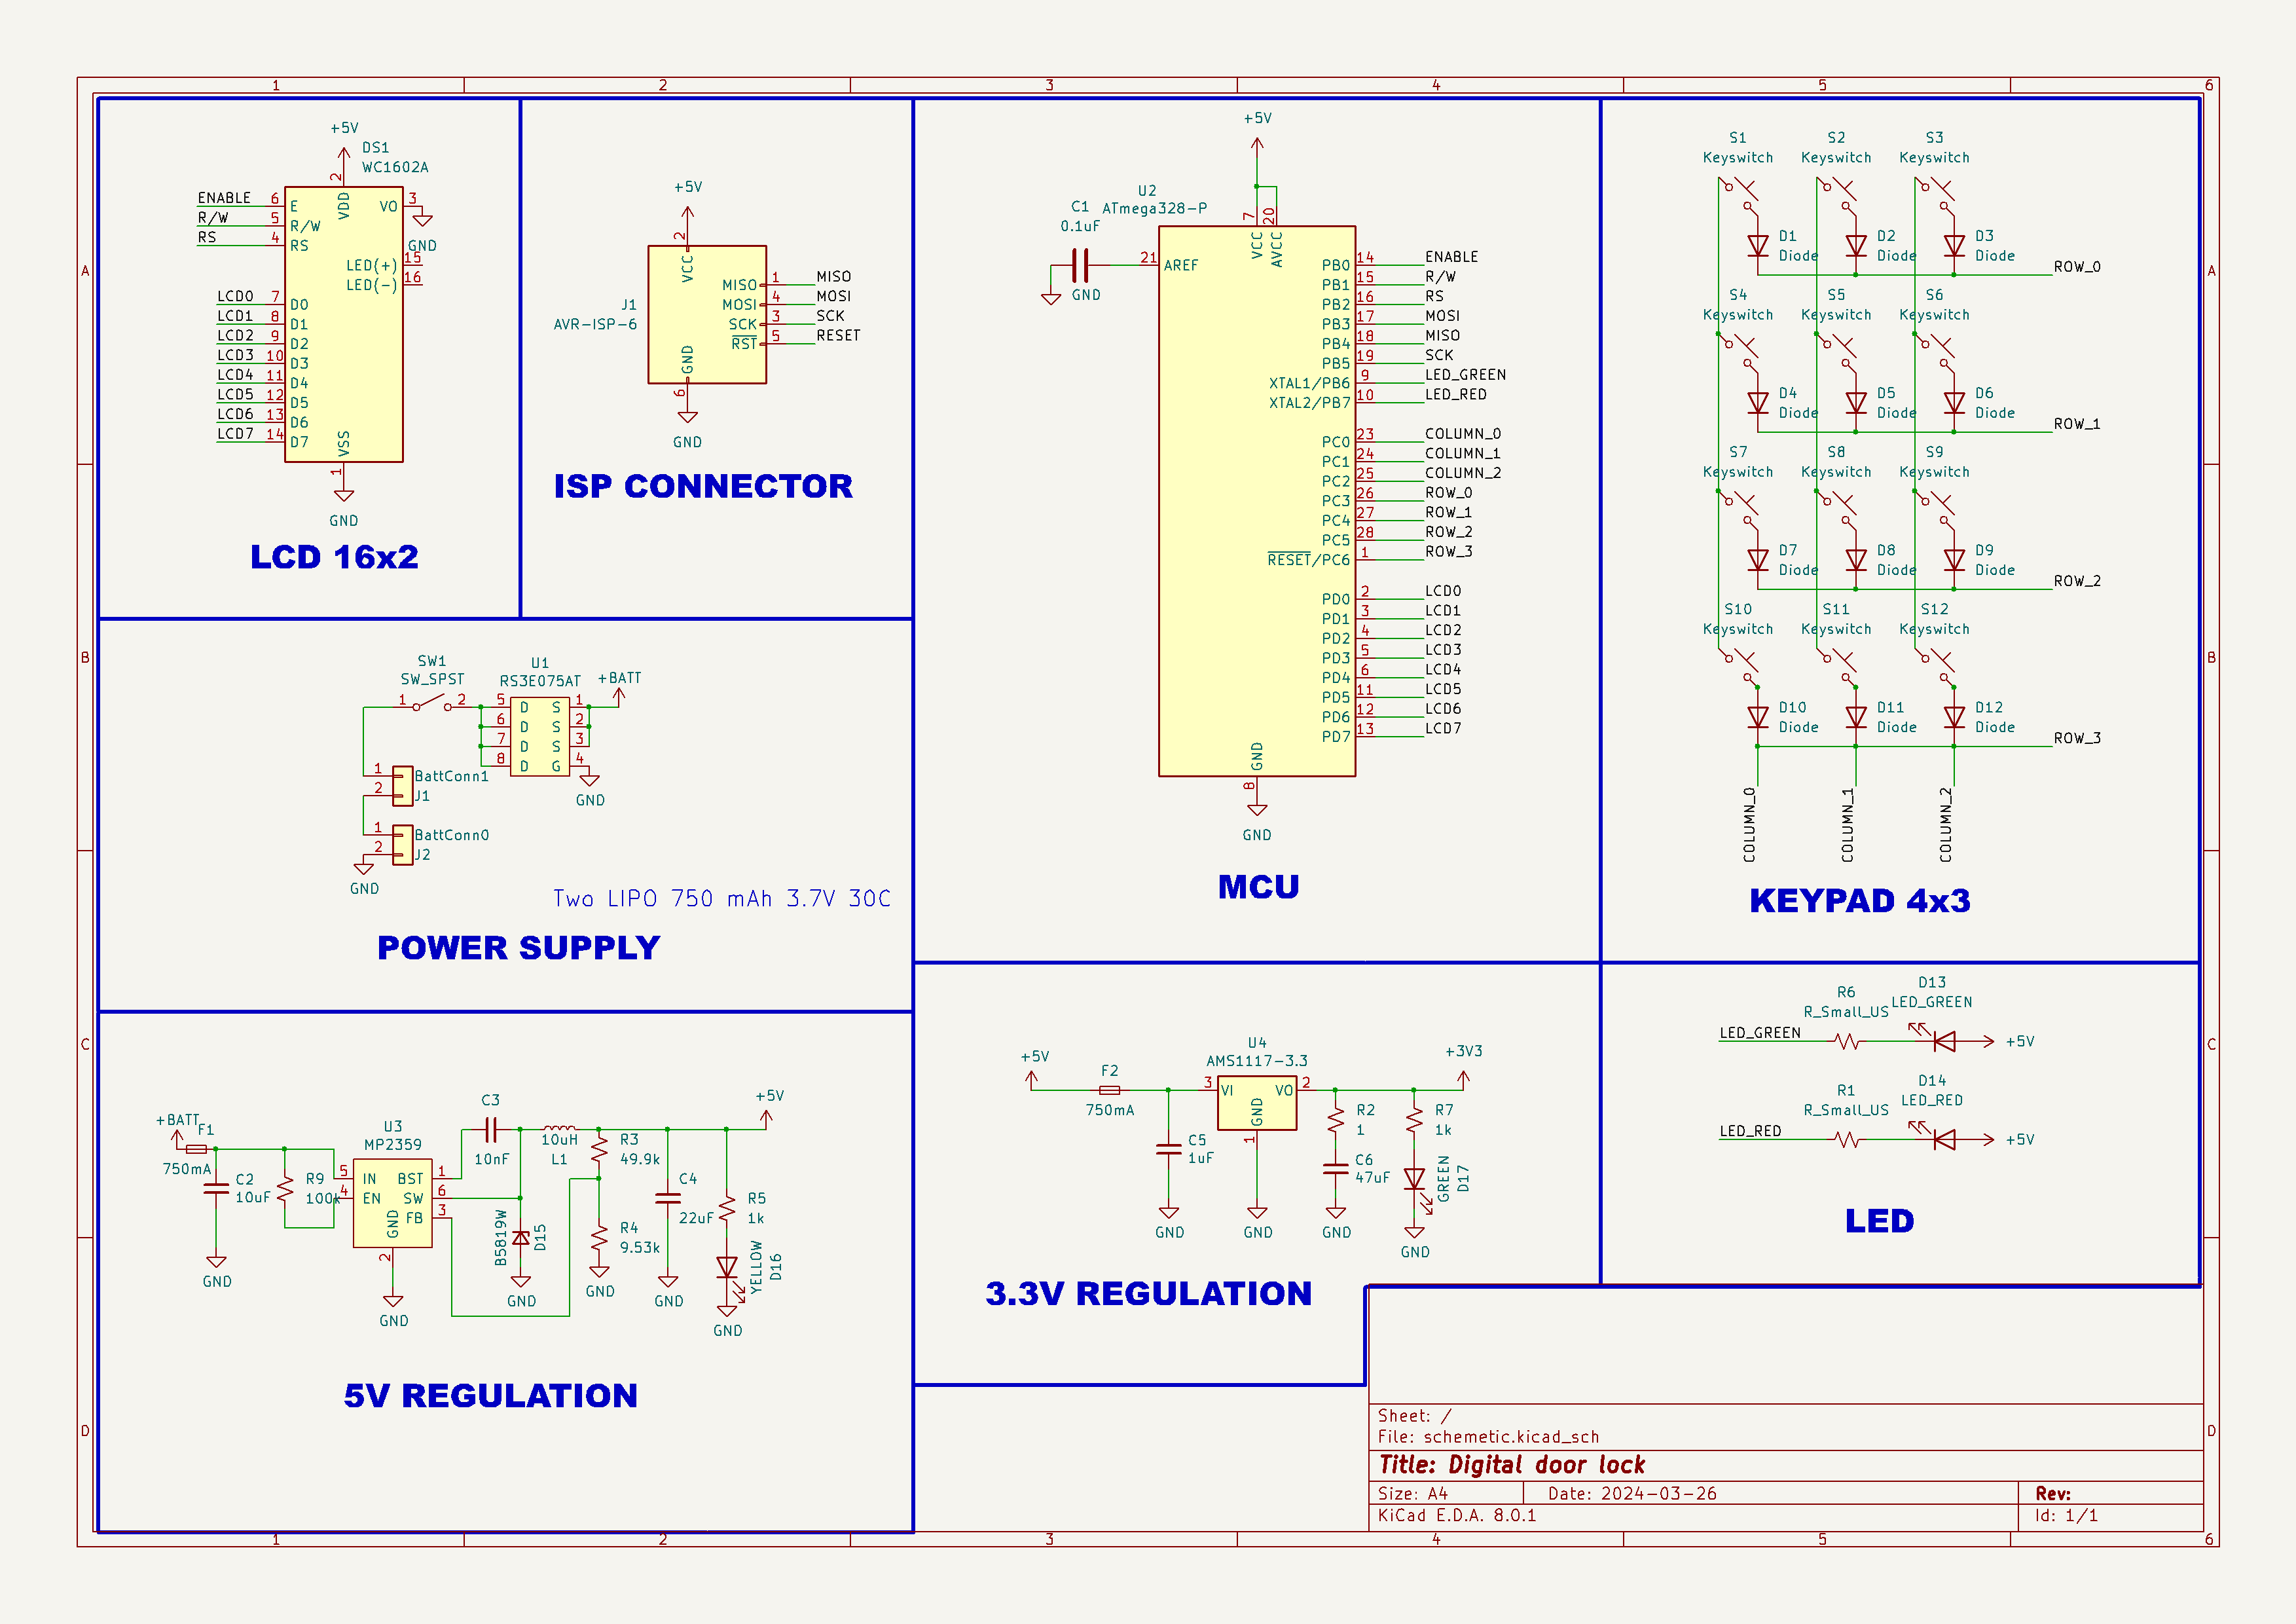 1 2 3 4 5 6
A
B
C
D
+5V
DS1
WC1602A
ENABLE 6 E
R/W 5 R/W
RS 4 RS
2 VDD
VO 3
GND
LED(+) 15
LED(-) 16
LCD0 7 D0
LCD1 8 D1
LCD2 9 D2
LCD3 10 D3
LCD4 11 D4
LCD5 12 D5
LCD6 13 D6
LCD7 14 D7
VSS
1
GND
LCD 16x2
+5V
2
VCC
J1
AVR-ISP-6
MISO 1 MISO
MOSI 4 MOSI
SCK 3 SCK
RST 5 RESET
GND
6
GND
ISP CONNECTOR
+5V
U2
ATmega328-P
C1
0.1uF
GND
21 AREF
7 20
VCC AVCC
PB0 14 ENABLE
PB1 15 R/W
PB2 16 RS
PB3 17 MOSI
PB4 18 MISO
PB5 19 SCK
XTAL1/PB6 9 LED_GREEN
XTAL2/PB7 10 LED_RED
PC0 23 COLUMN_0
PC1 24 COLUMN_1
PC2 25 COLUMN_2
PC3 26 ROW_0
PC4 27 ROW_1
PC5 28 ROW_2
RESET/PC6 1 ROW_3
PD0 2 LCD0
PD1 3 LCD1
PD2 4 LCD2
PD3 5 LCD3
PD4 6 LCD4
PD5 11 LCD5
PD6 12 LCD6
PD7 13 LCD7
GND
8
GND
MCU
S1 S2 S3
Keyswitch Keyswitch Keyswitch
D1 D2 D3
Diode Diode Diode
ROW_0
S4 S5 S6
Keyswitch Keyswitch Keyswitch
D4 D5 D6
Diode Diode Diode
ROW_1
S7 S8 S9
Keyswitch Keyswitch Keyswitch
D7 D8 D9
Diode Diode Diode
ROW_2
S10 S11 S12
Keyswitch Keyswitch Keyswitch
D10 D11 D12
Diode Diode Diode
ROW_3
COLUMN_0 COLUMN_1 COLUMN_2
KEYPAD 4x3
SW1
SW_SPST
1 2
U1
RS3E075AT
+BATT
5 D S 1
6 D S 2
7 D S 3
8 D G 4
GND
1 BattConn1
2 J1
1 BattConn0
2 J2
GND
Two LIPO 750 mAh 3.7V 30C
POWER SUPPLY
+BATT
F1
750mA
C2
10uF
GND
R9
100k
U3
MP2359
5 IN BST 1
4 EN SW 6
GND FB 3
2
GND
C3
10nF
10uH
L1
B5819W
D15
GND
R3
49.9k
R4
9.53k
GND
C4
22uF
GND
+5V
R5
1k
YELLOW
D16
GND
5V REGULATION
+5V
F2
750mA
C5
1uF
GND
U4
AMS1117-3.3
3 VI VO 2
GND
1
GND
R2
1
C6
47uF
GND
+3V3
R7
1k
GREEN
D17
GND
3.3V REGULATION
R6
R_Small_US
D13
LED_GREEN
LED_GREEN
+5V
R1
R_Small_US
D14
LED_RED
LED_RED
+5V
LED
Sheet: /
File: schemetic.kicad_sch
Title: Digital door lock
Size: A4 Date: 2024-03-26 Rev:
KiCad E.D.A. 8.0.1 Id: 1/1
A
B
C
D
1 2 3 4 5 6